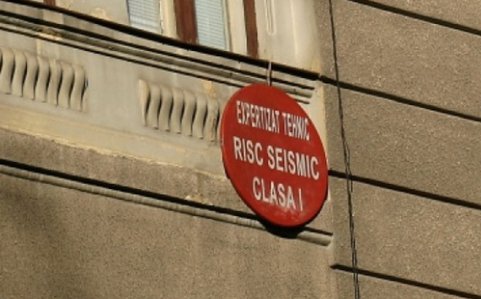 EXPERTIZAT TEHNIC
RISC SEISMIC
CLASA I